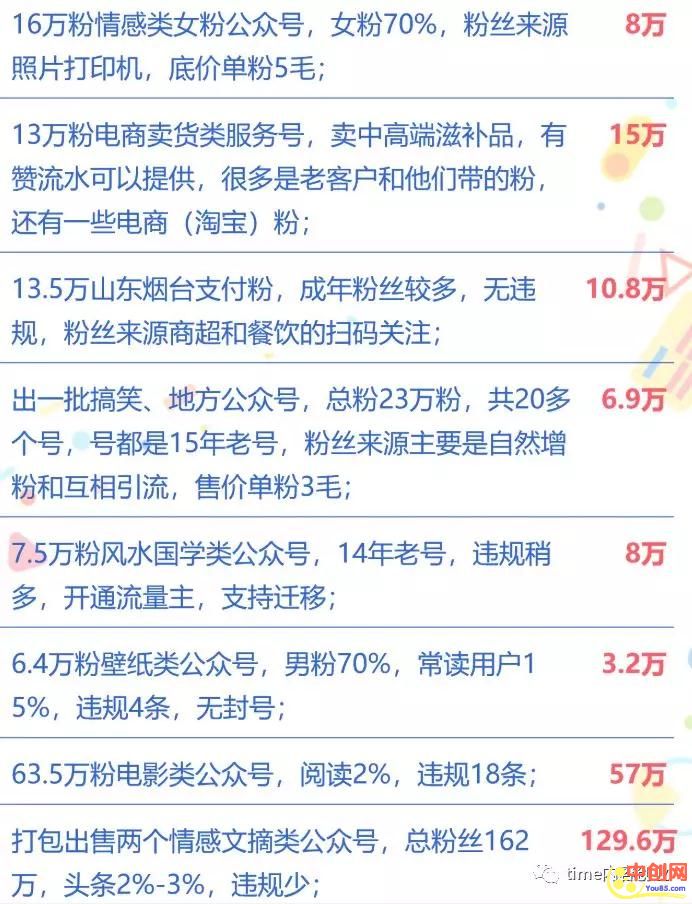 16万粉情感类女粉公众号，女粉70%，粉丝来源 8万
照片打印机，底价单粉5毛；
13万粉电商卖货类服务号，卖中高端滋补品，有 15万
赞流水可以提供，很多是老客户和他们带的粉，
还有一些电商（淘宝）粉；
13.5万山东烟台支付粉，成年粉丝较多，无违 10.8万
规，粉丝来源商超和餐饮的扫码关注；
出一批搞笑、地方公众号，总粉23万粉，共20多 6.9万
个号，号都是15年老号，粉丝来源主要是自然增
粉和互相引流，售价单粉3毛；
7.5万粉风水国学类公众号，14年老号，违规稍 8万
多，开通流量主，支持迁移；
6.4万粉壁纸类公众号，男粉70%，常读用户1 3.2万
5%，违规4条，无封号；
63.5万粉电影类公众号，阅读2%，违规18条； 57万
打包出售两个情感文摘类公众号，总粉丝162 129.6万
万，头条2%-3%，违规少；
time内
中创网
You85.com